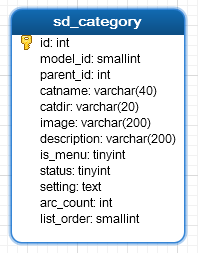 sd_category
id: int
model_id: smallint
parent_id: int
catname: varchar(40)
catdir: varchar(20)
image: varchar(200)
description: varchar(200)
is_menu: tinyint
status: tinyint
setting: text
arc_count: int
list_order: smallint